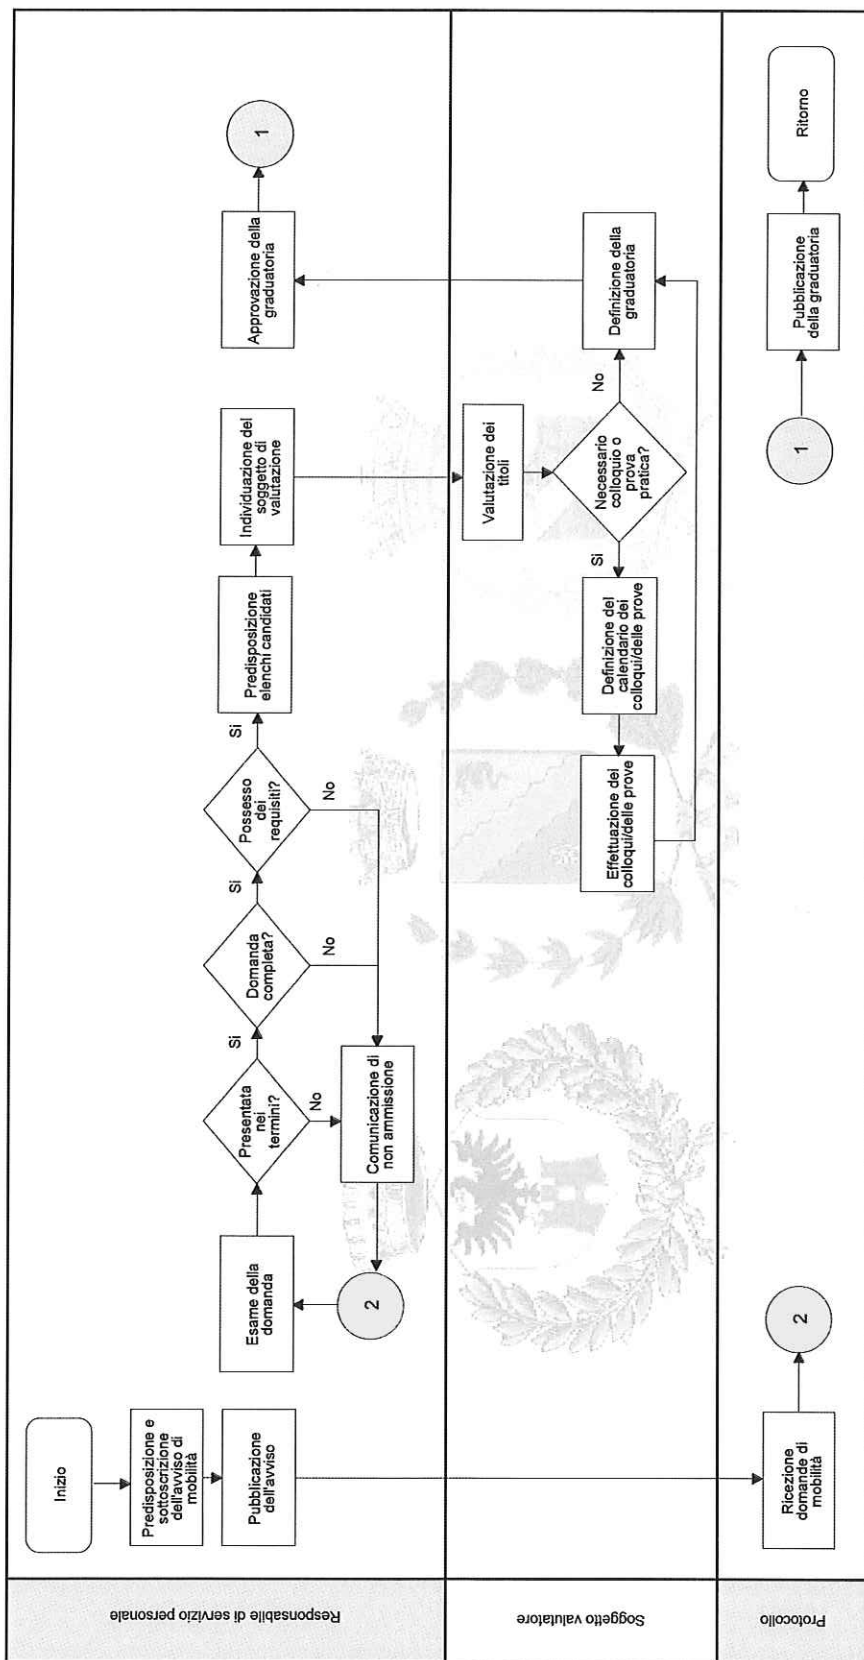 Responsabile di servizio personale
Inizio
Predisposizione e
sottoscrizione
dell'avviso di
mobilità
Pubblicazione
dell'avviso
Esame della
domanda
2
Presentata
nei
termini?
Si
No
Comunicazione di
non ammissione
Domanda
completa?
Si
No
Possesso
dei
requisiti?
Si
No
Predisposizione
elenchi candidati
Individuazione del
soggetto di
valutazione
Approvazione della
graduatoria
1
Soggetto valutatore
Valutazione dei
titoli
Necessario
colloquio o
prova
pratica?
Si
No
Definizione del
calendario dei
colloqui/delle prove
Effettuazione dei
colloqui/delle prove
Definizione della
graduatoria
Protocollo
Ricezione
domande di
mobilità
2
1
Pubblicazione
della graduatoria
Ritorno